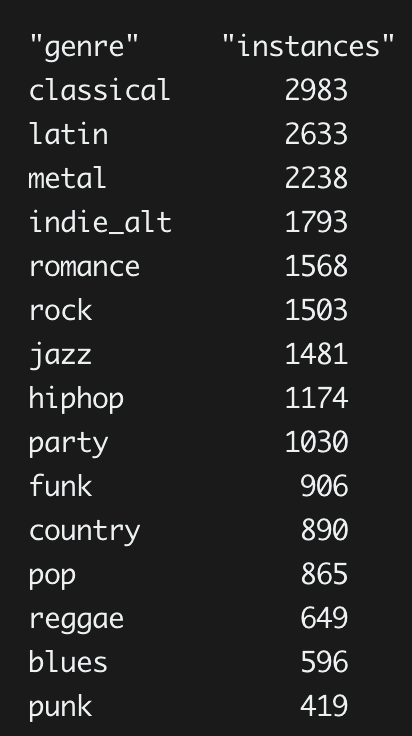 "genre" "instances"
classical 2983
latin 2633
metal 2238
indie_alt 1793
romance 1568
rock 1503
jazz 1481
hiphop 1174
party 1030
funk 906
country 890
pop 865
reggae 649
blues 596
punk 419